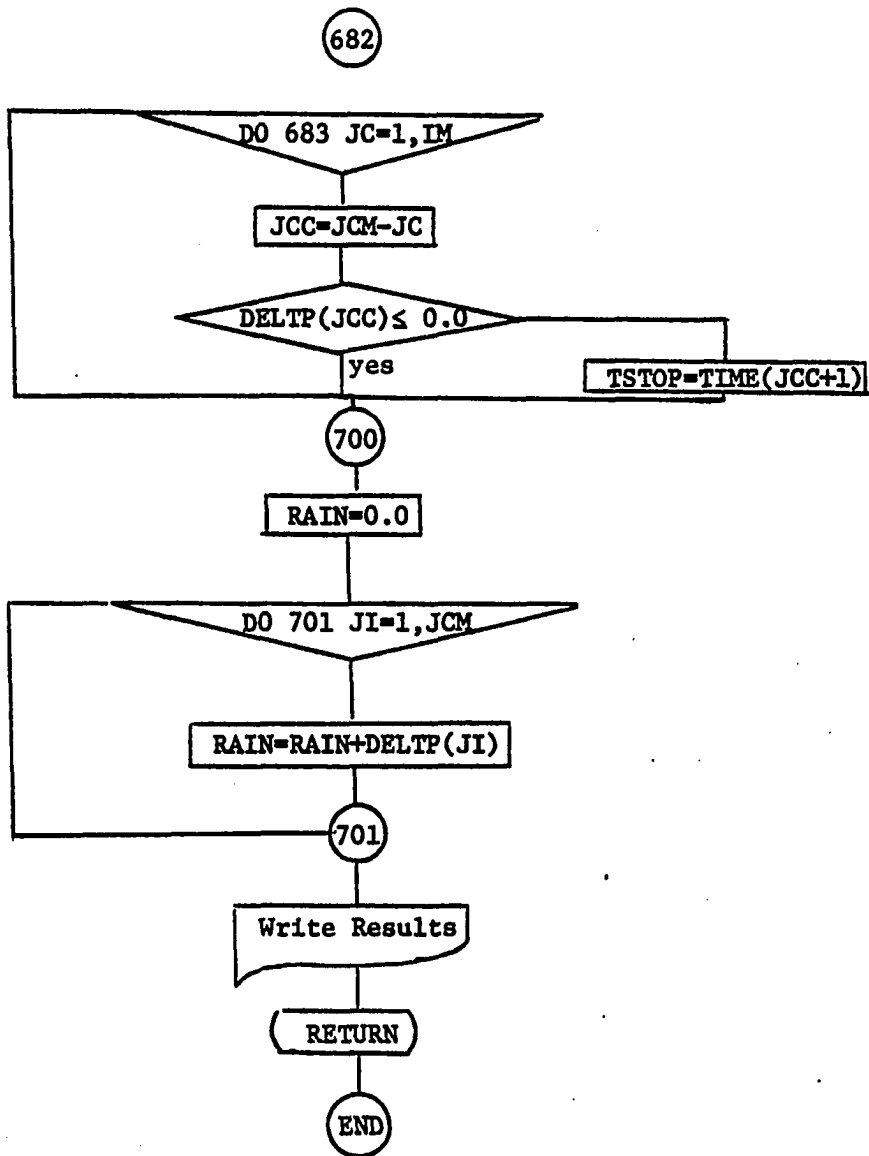 682
DO 683 JC=1,IM
JCC=JCM-JC
DELTP(JCC)≤ 0.0
yes
TSTOP=TIME(JCC+1)
700
RAIN=0.0
DO 701 JI=1,JCM
RAIN=RAIN+DELTP(JI)
701
Write Results
RETURN
END